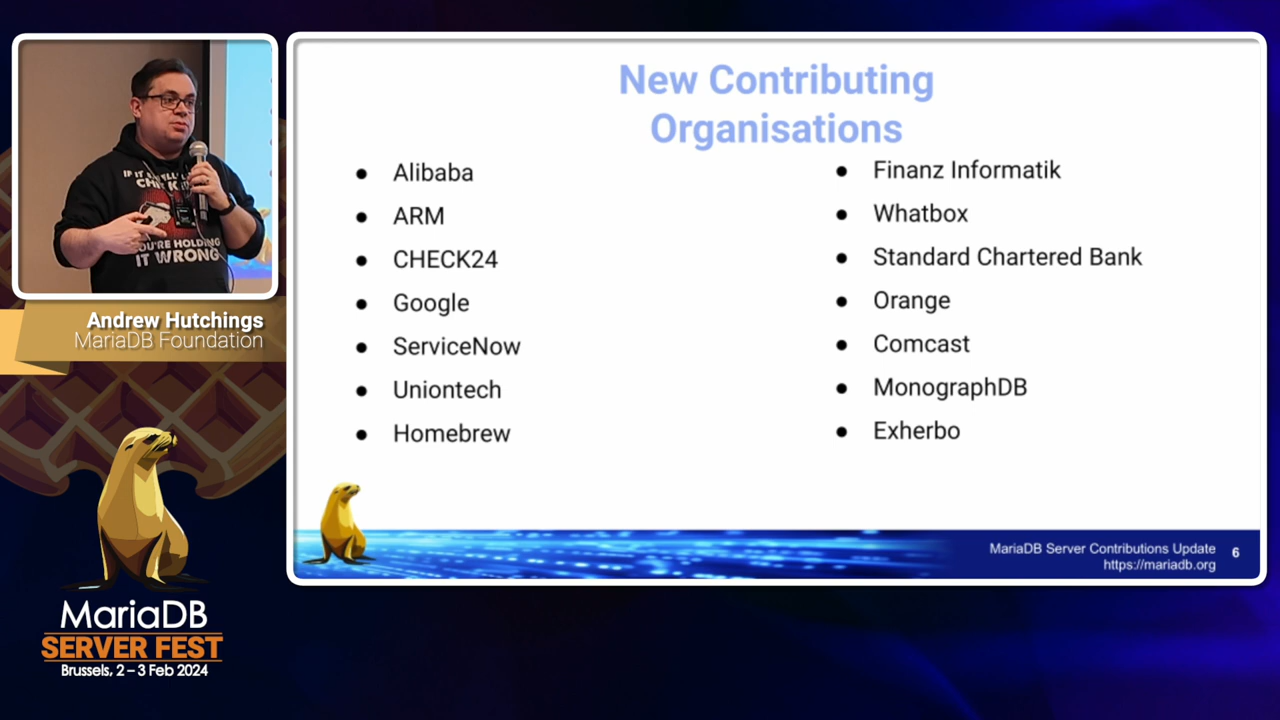 IF IT
YOU'RE HOLDING
IT WRONG
Andrew Hutchings
MariaDB Foundation
MariaDB
SERVER FEST
Brussels, 2 – 3 Feb 2024
New Contributing
Organisations
● Alibaba
● ARM
● CHECK24
● Google
● ServiceNow
● Uniontech
● Homebrew
● Finanz Informatik
● Whatbox
● Standard Chartered Bank
● Orange
● Comcast
● MonographDB
● Exherbo
MariaDB Server Contributions Update
https://mariadb.org
6